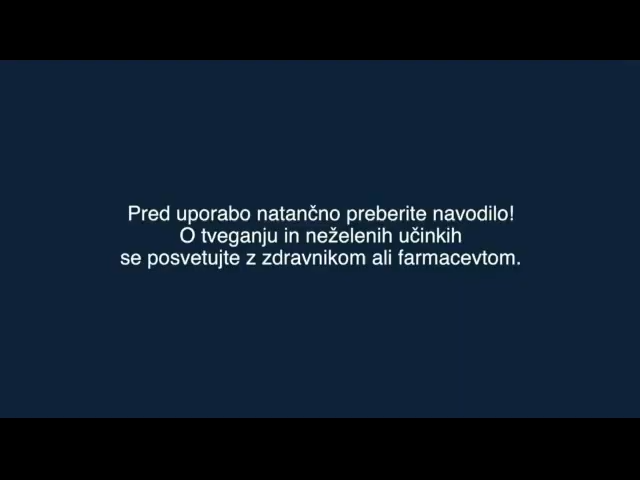 Pred uporabo natančno preberite navodilo!
O tveganju in neželenih učinkih
se posvetujte z zdravnikom ali farmacevtom.